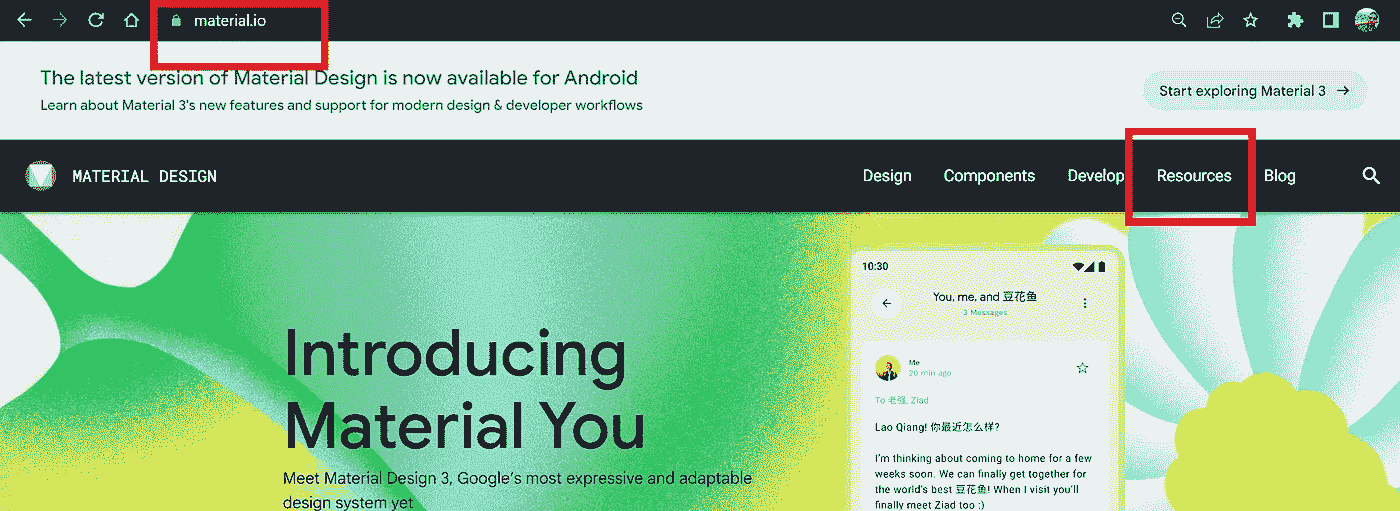 material.io
The latest version of Material Design is now available for Android
Learn about Material 3's new features and support for modern design & developer workflows
Start exploring Material 3 →
MATERIAL DESIGN
Design Components Develop Resources Blog
Introducing
Material You
Meet Material Design 3, Google's most expressive and adaptable
design system yet
10:30
You, me, and 豆花鱼
3 Messages
Me
20 min ago
To 老强, Ziad
Lao Qiang! 你最近怎么样?
I'm thinking about coming to home for a few
weeks soon. We can finally get together for
the world's best 豆花鱼! When I visit you'll
finally meet Ziad too :)